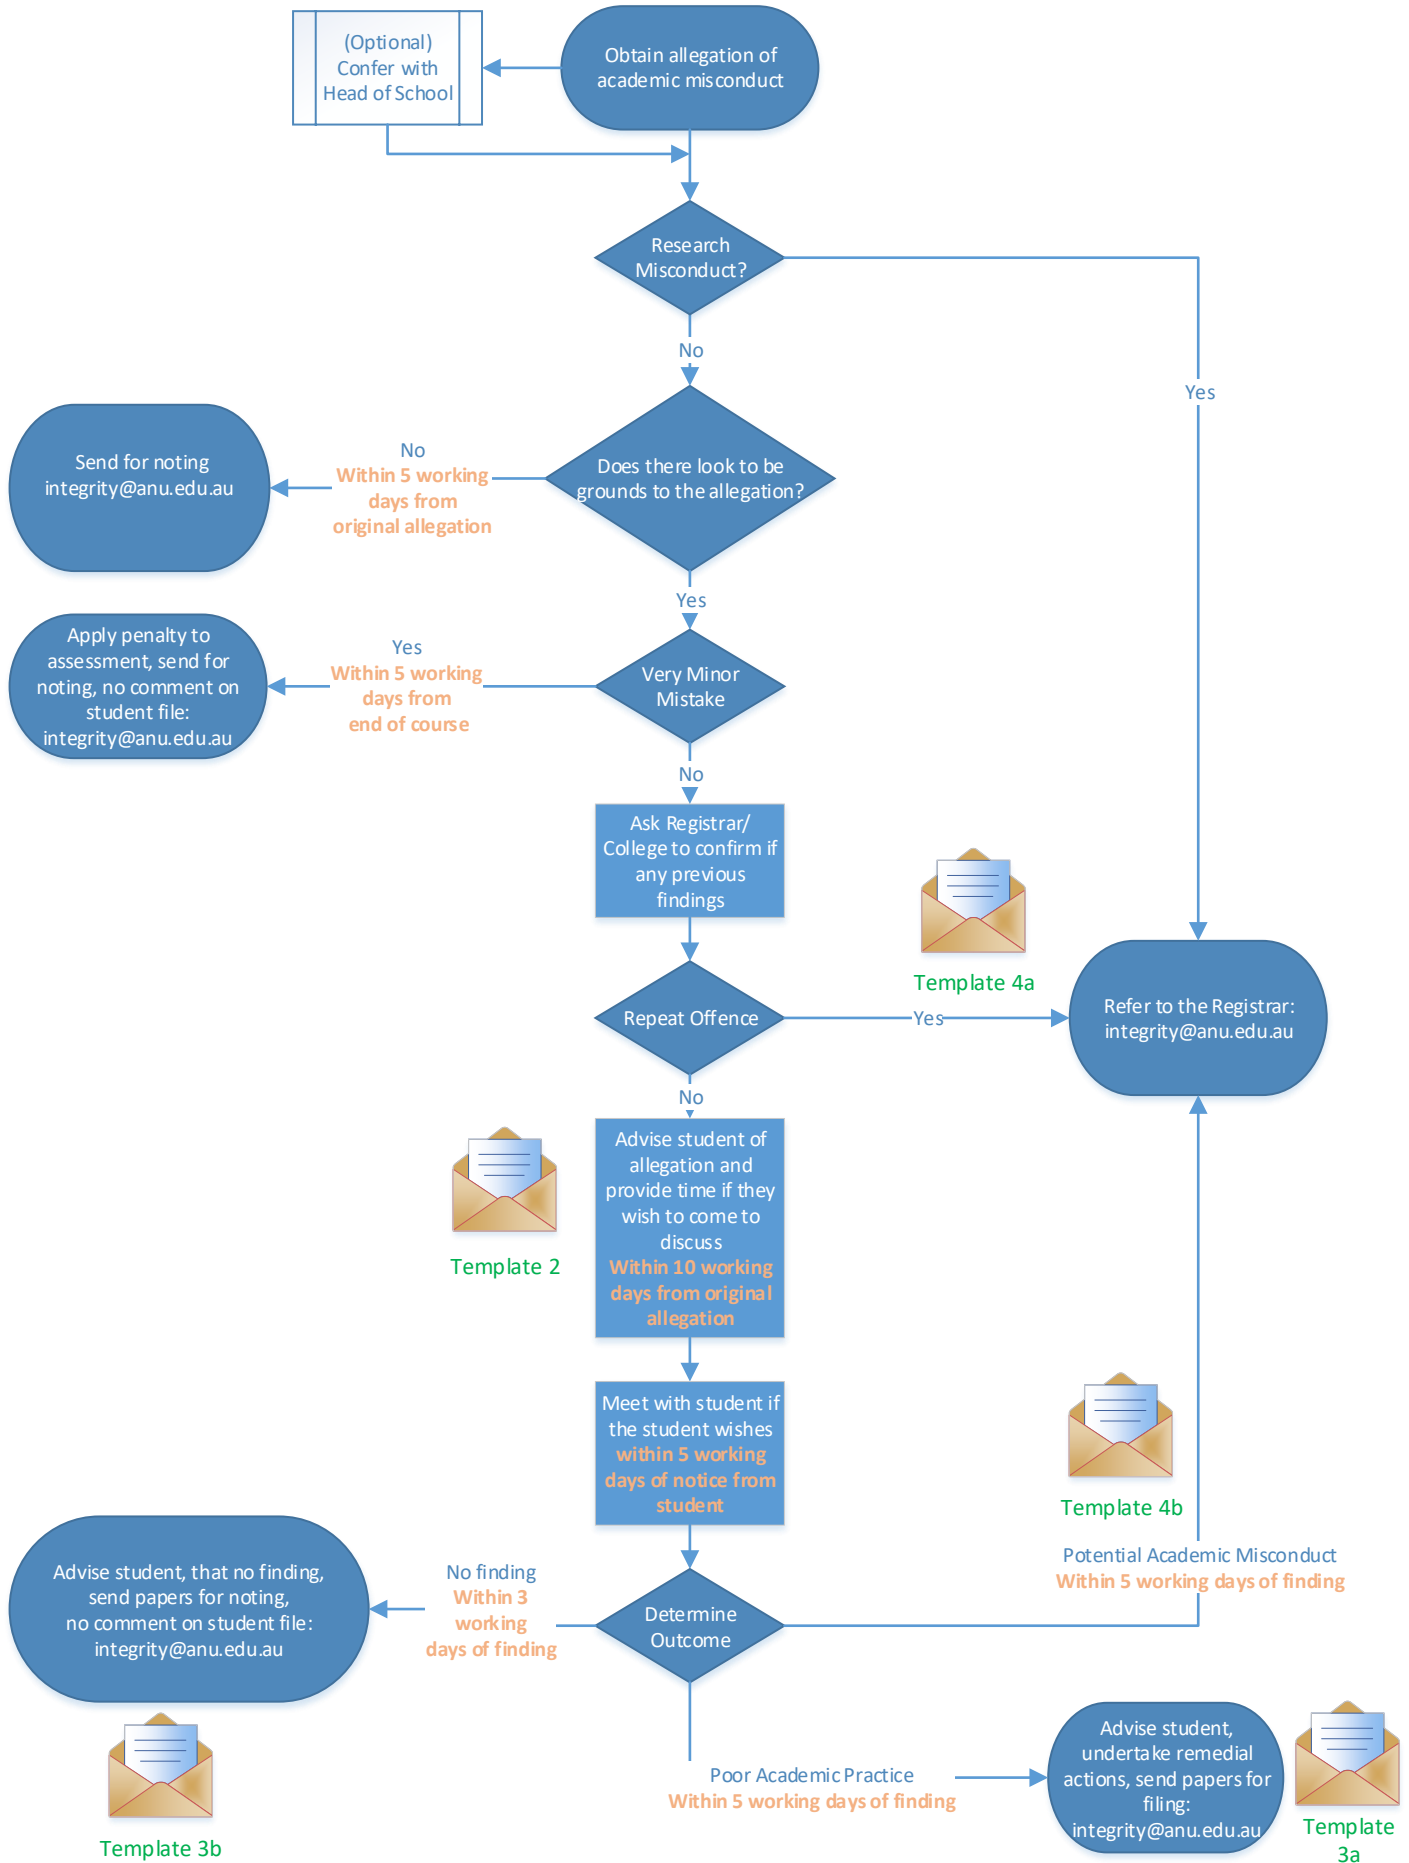 (Optional)
Confer with
Head of School
Obtain allegation of
academic misconduct
Research
Misconduct?
No
Yes
Does there look to be
grounds to the allegation?
No
Within 5 working
days from
original allegation
Send for noting
integrity@anu.edu.au
Yes
Very Minor
Mistake
Yes
Within 5 working
days from
end of course
Apply penalty to
assessment, send for
noting, no comment on
student file:
integrity@anu.edu.au
No
Ask Registrar/
College to confirm if
any previous
findings
Template 4a
Repeat Offence
Yes
Refer to the Registrar:
integrity@anu.edu.au
No
Advise student of
allegation and
provide time if they
wish to come to
discuss
Within 10 working
days from original
allegation
Template 2
Meet with student if
the student wishes
within 5 working
days of notice from
student
Template 4b
Potential Academic Misconduct
Within 5 working days of finding
Determine
Outcome
No finding
Within 3
working
days of finding
Advise student, that no finding,
send papers for noting,
no comment on student file:
integrity@anu.edu.au
Template 3b
Poor Academic Practice
Within 5 working days of finding
Advise student,
undertake remedial
actions, send papers for
filing:
integrity@anu.edu.au
Template
3a